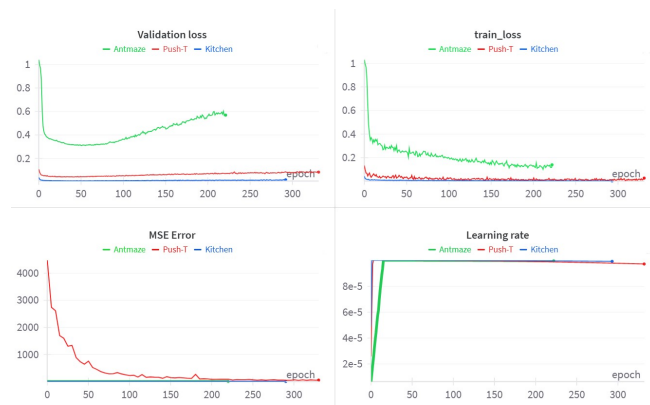 Validation loss
Antmaze Push-T Kitchen
1
0.8
0.6
0.4
0.2
epoch
0 50 100 150 200 250 300
train_loss
Antmaze Push-T Kitchen
1
0.8
0.6
0.4
0.2
epoch
0 50 100 150 200 250 300
MSE Error
Antmaze Push-T Kitchen
4000
3000
2000
1000
epoch
0 50 100 150 200 250 300
Learning rate
Antmaze Push-T Kitchen
8e-5
6e-5
4e-5
2e-5
epoch
0 50 100 150 200 250 300